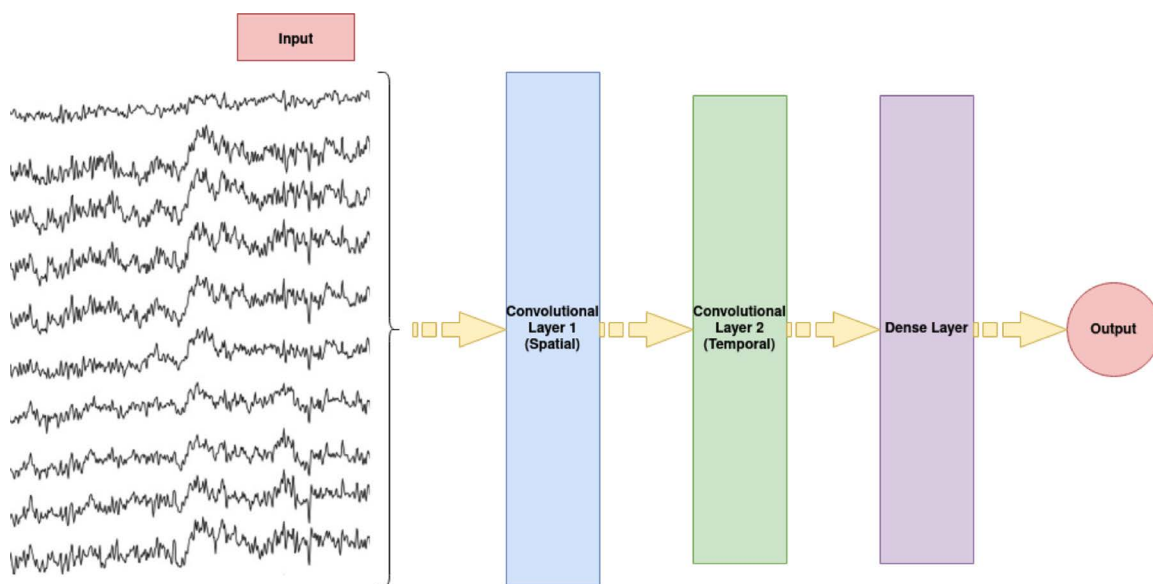 Input
Convolutional
Layer 1
(Spatial)
Convolutional
Layer 2
(Temporal)
Dense Layer
Output